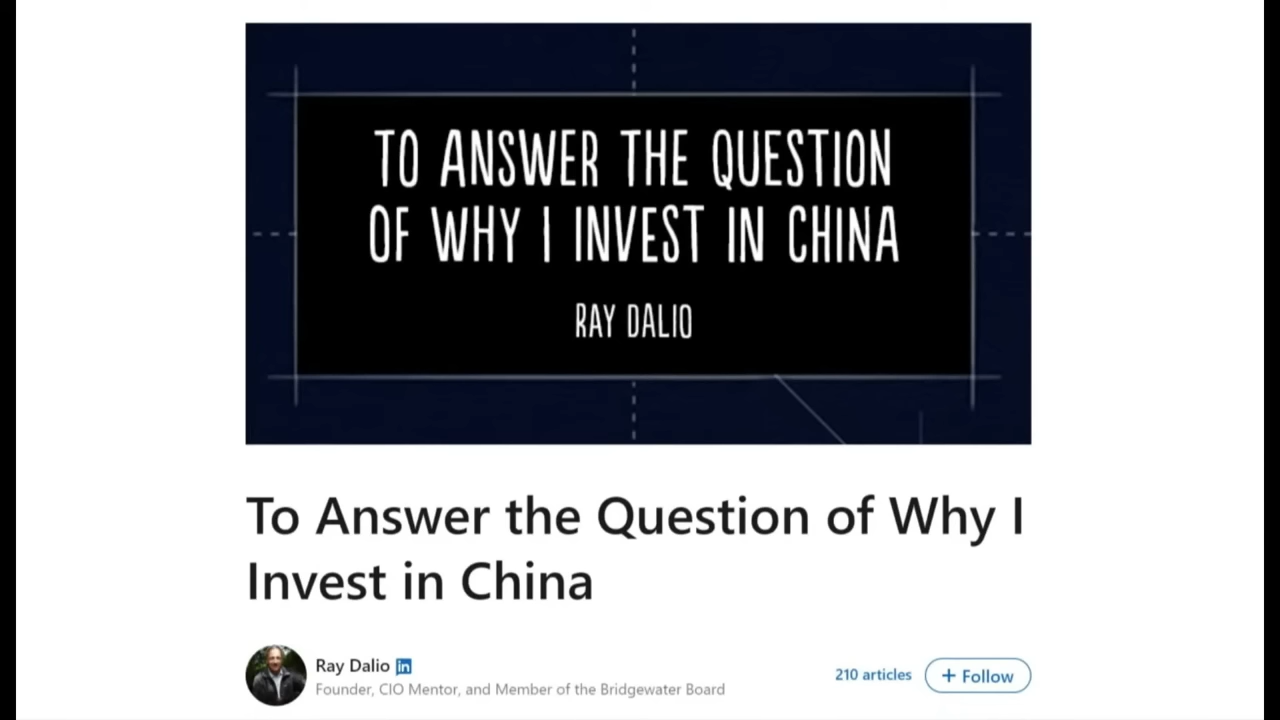 TO ANSWER THE QUESTION
OF WHY I INVEST IN CHINA
RAY DALIO
To Answer the Question of Why I
Invest in China
Ray Dalio in
Founder, CIO Mentor, and Member of the Bridgewater Board
210 articles
+ Follow